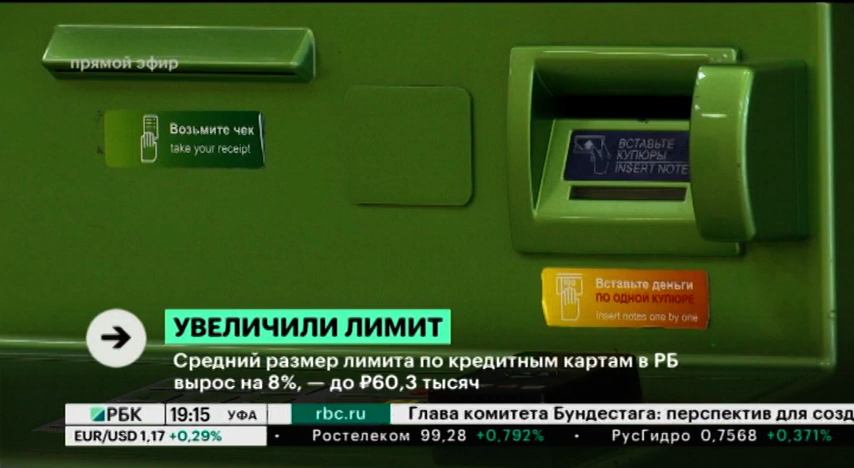 прямой эфир
Возьмите чек
take your receipt
ВСТАВЬТЕ
КУПЮРЫ
INSERT NOTE
Вставьте деньги
ПО ОДНОЙ КУПЮРЕ
Insert notes one by one
УВЕЛИЧИЛИ ЛИМИТ
Средний размер лимита по кредитным картам в РБ
вырос на 8%, — до ₽60,3 тысяч
РБК 19:15 УФА rbc.ru Глава комитета Бундестага: перспектив для созд
EUR/USD 1,17 +0,29% • Ростелеком 99,28 +0,792% • РусГидро 0,7568 +0,371%